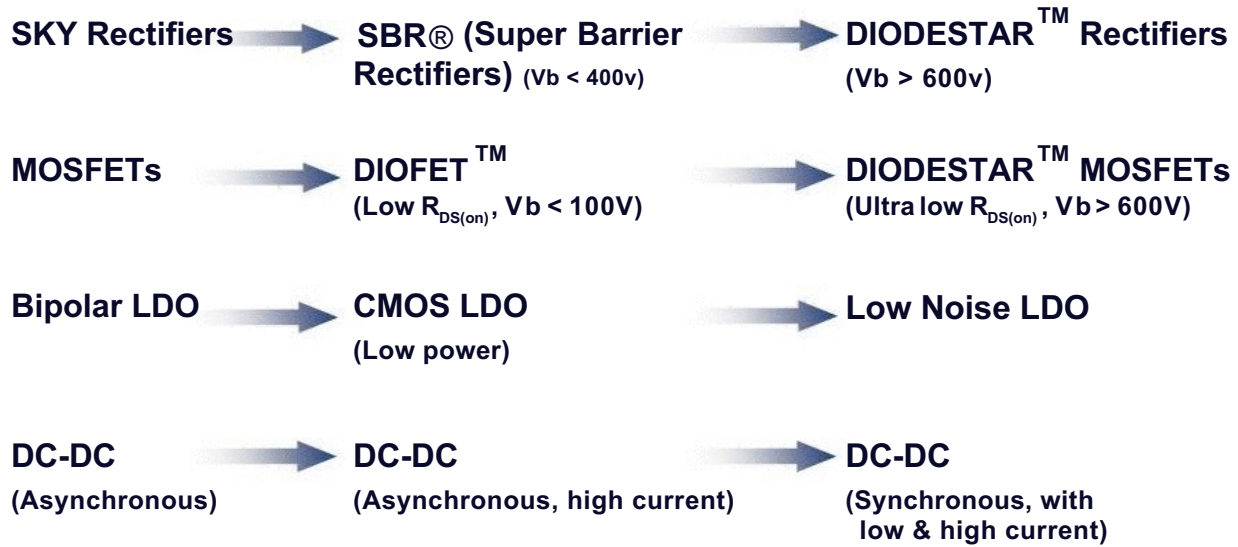 SKY Rectifiers
SBR® (Super Barrier
Rectifiers) (Vb < 400v)
DIODESTAR™ Rectifiers
(Vb > 600v)
MOSFETs
DIOFET™
(Low RDS(on), Vb < 100V)
DIODESTAR™ MOSFETs
(Ultra low RDS(on), Vb > 600V)
Bipolar LDO
CMOS LDO
(Low power)
Low Noise LDO
DC-DC
(Asynchronous)
DC-DC
(Asynchronous, high current)
DC-DC
(Synchronous, with
low & high current)